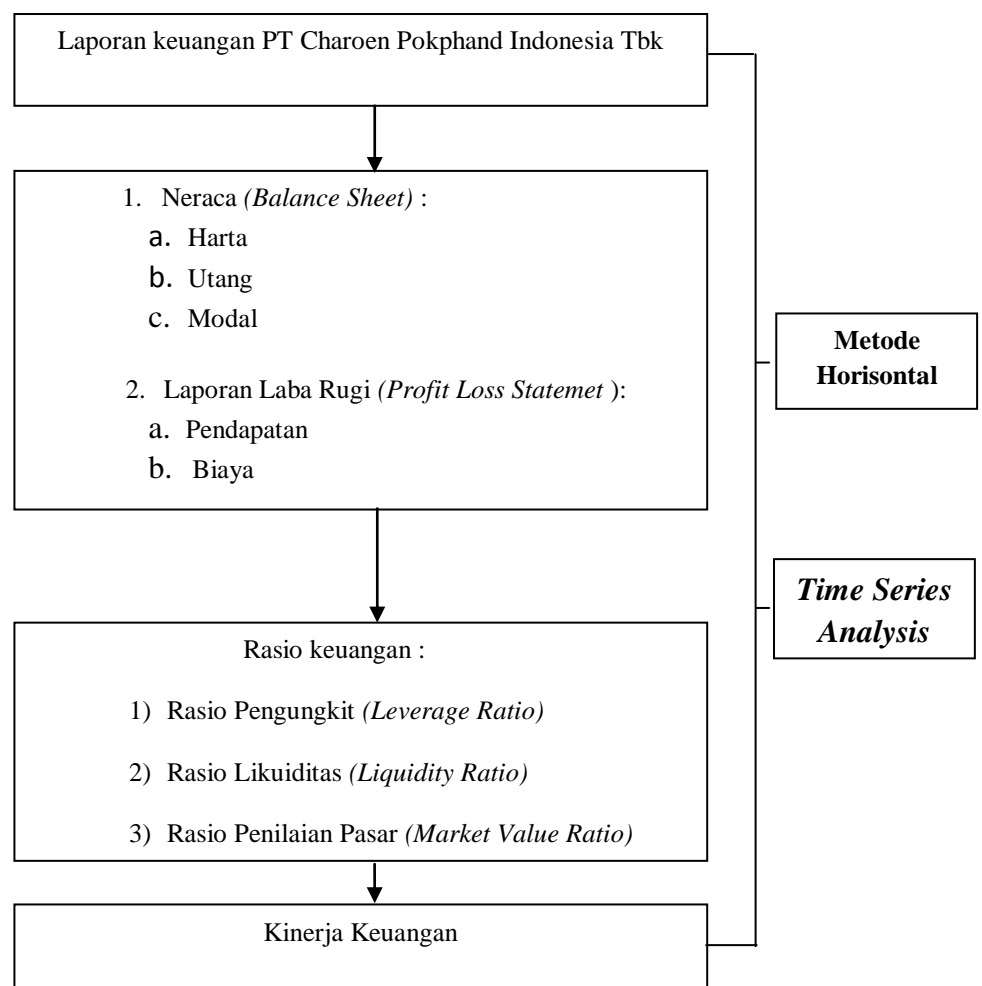 Laporan keuangan PT Charoen Pokphand Indonesia Tbk
1. Neraca (Balance Sheet) :
a. Harta
b. Utang
c. Modal
2. Laporan Laba Rugi (Profit Loss Statemet ):
a. Pendapatan
b. Biaya
Metode
Horisontal
Time Series
Analysis
Rasio keuangan :
1) Rasio Pengungkit (Leverage Ratio)
2) Rasio Likuiditas (Liquidity Ratio)
3) Rasio Penilaian Pasar (Market Value Ratio)
Kinerja Keuangan